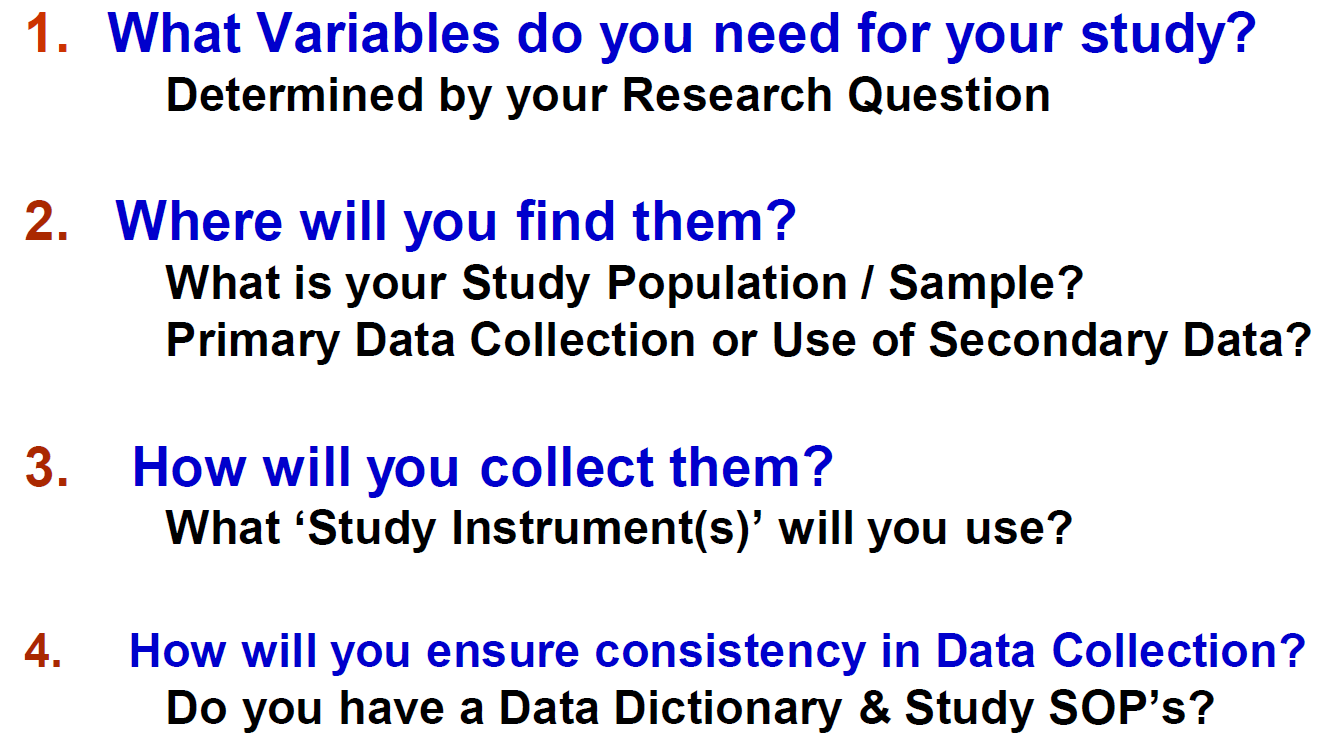 1. What Variables do you need for your study?
Determined by your Research Question
2. Where will you find them?
What is your Study Population / Sample?
Primary Data Collection or Use of Secondary Data?
3. How will you collect them?
What ‘Study Instrument(s)’ will you use?
4. How will you ensure consistency in Data Collection?
Do you have a Data Dictionary & Study SOP’s?